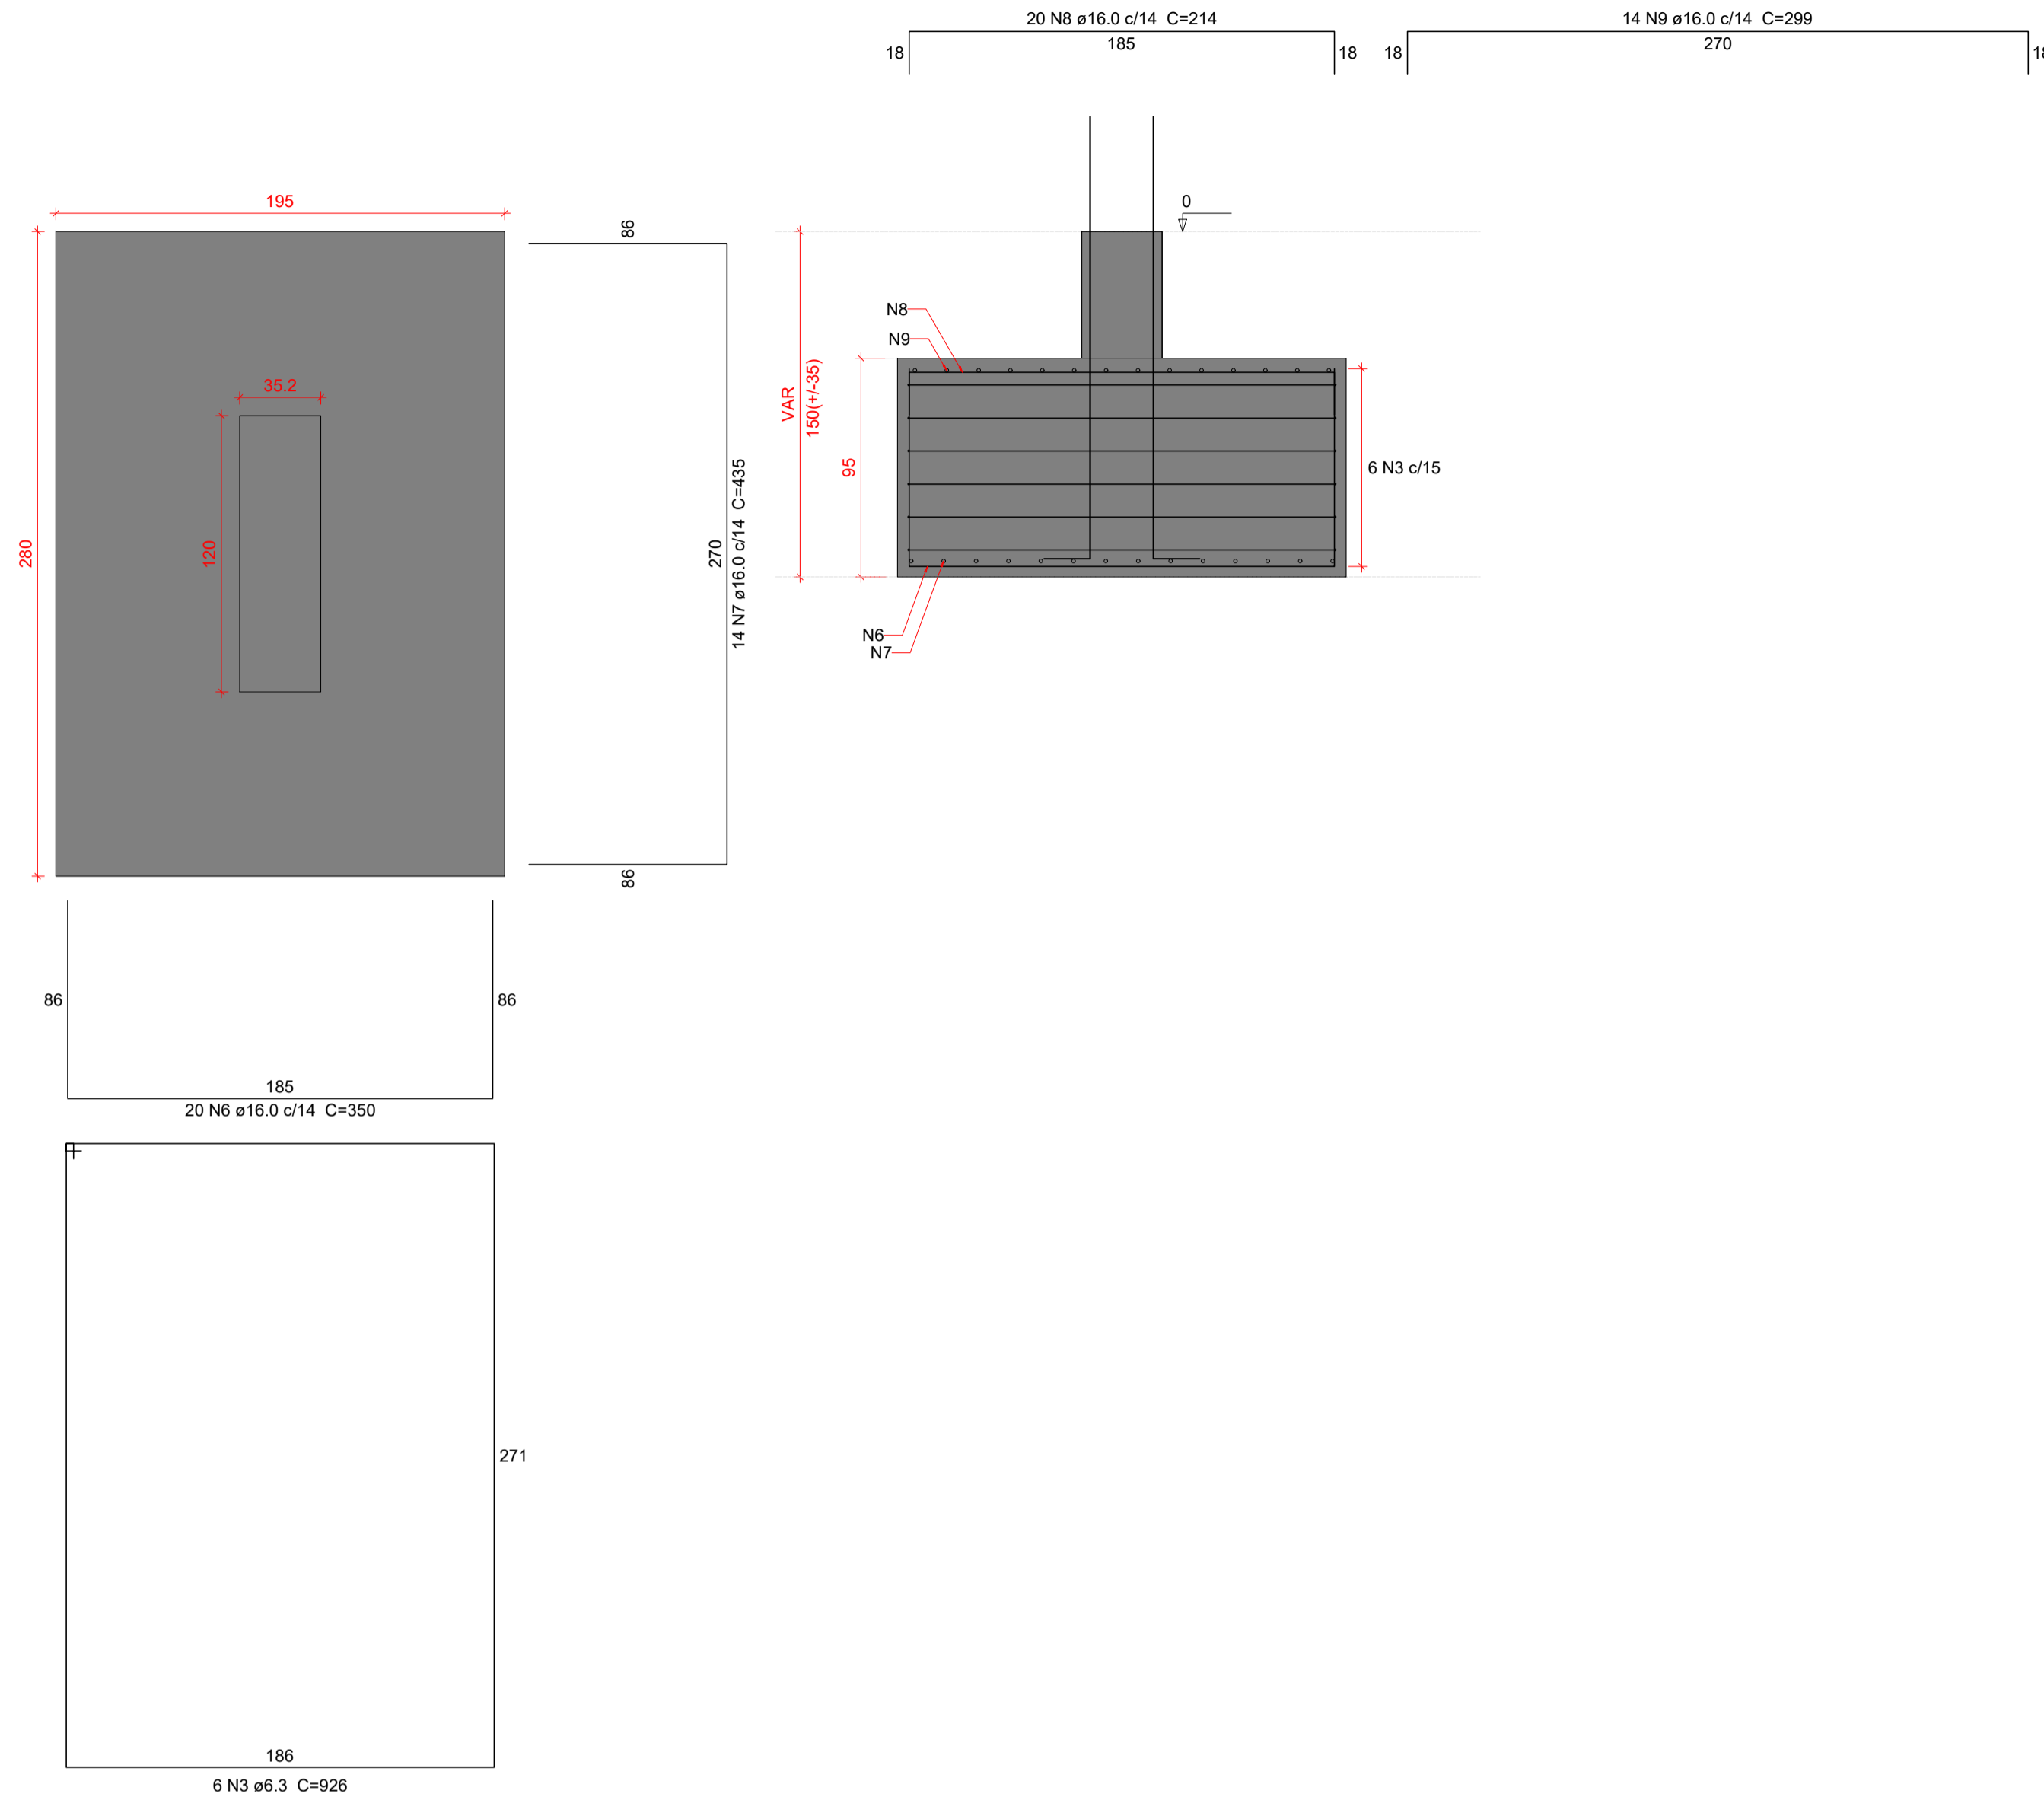 20 N8 ø16.0 c/14 C=214
18
185
18
14 N9 ø16.0 c/14 C=299
18
270
18
195
280
35.2
120
86
270
14 N7 ø16.0 c/14 C=435
86
0
VAR
150(+/-35)
95
N8
N9
6 N3 c/15
N6
N7
86
86
185
20 N6 ø16.0 c/14 C=350
271
186
6 N3 ø6.3 C=926